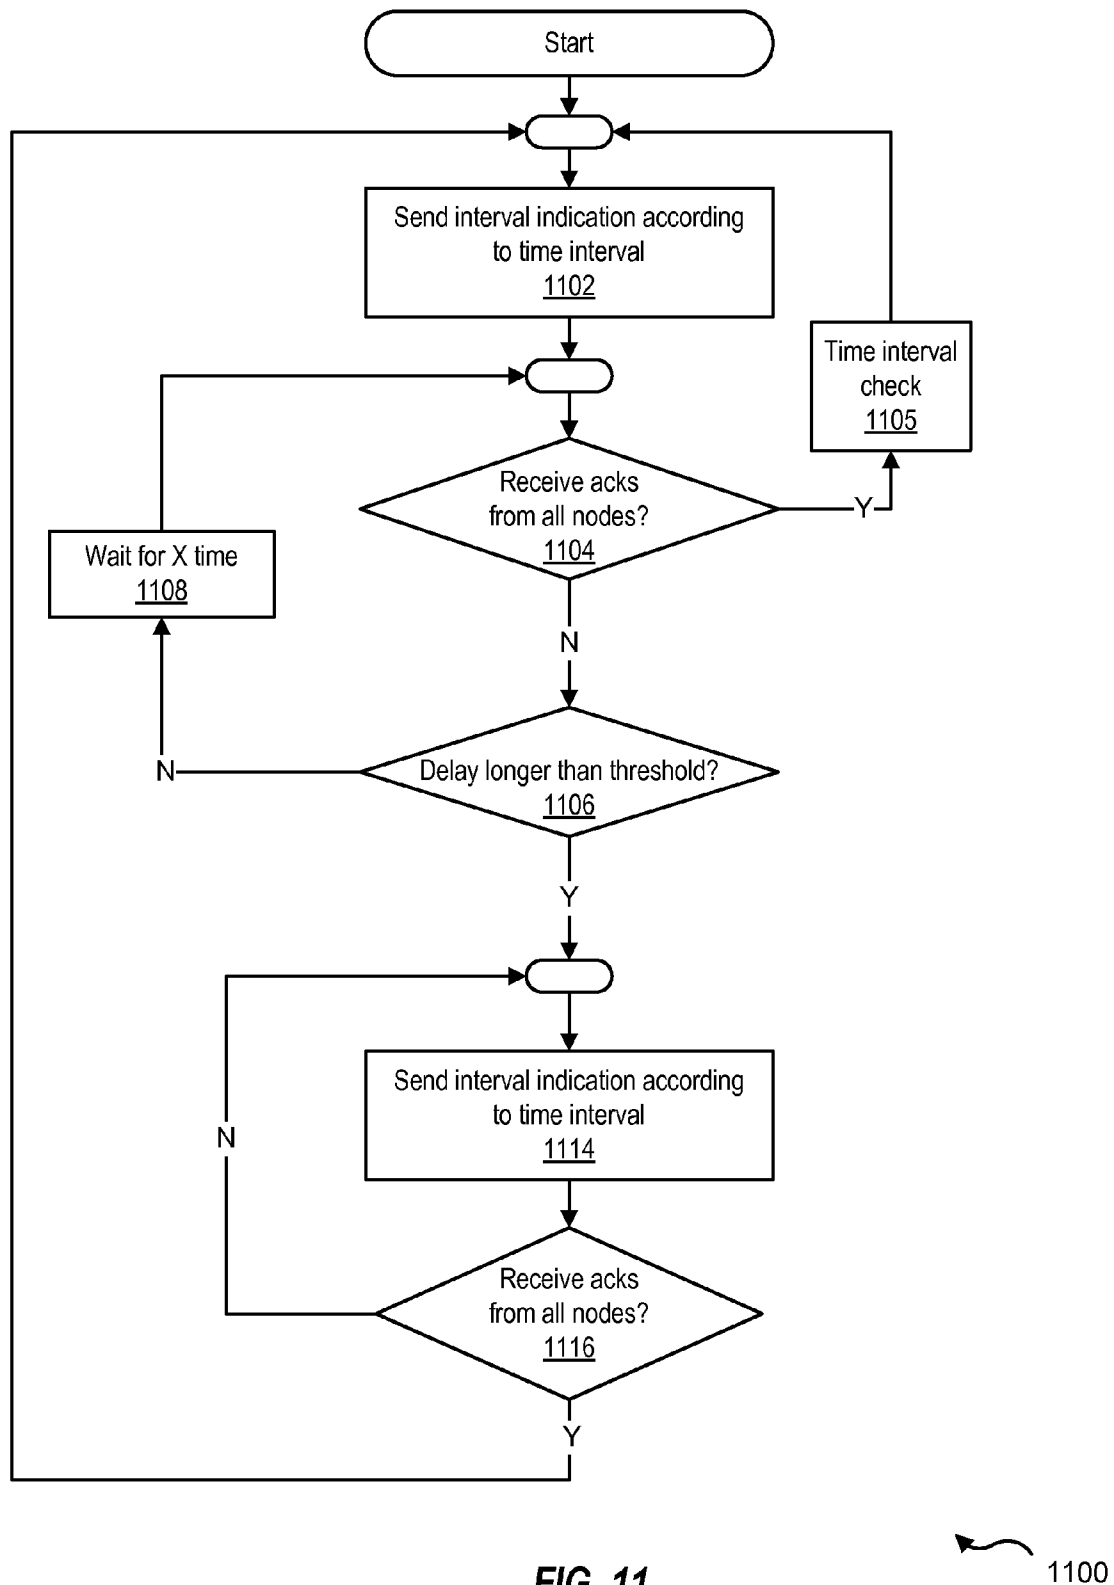 Start
Send interval indication according
to time interval
1102
Time interval
check
1105
Receive acks
from all nodes?
1104
Y
Wait for X time
1108
N
Delay longer than threshold?
1106
N
Y
Send interval indication according
to time interval
1114
N
Receive acks
from all nodes?
1116
Y
1100
FIG. 11